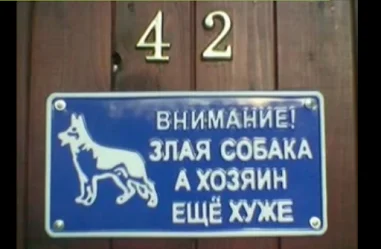 42
ВНИМАНИЕ!
ЗЛАЯ СОБАКА
А ХОЗЯИН
ЕЩЁ ХУЖЕ